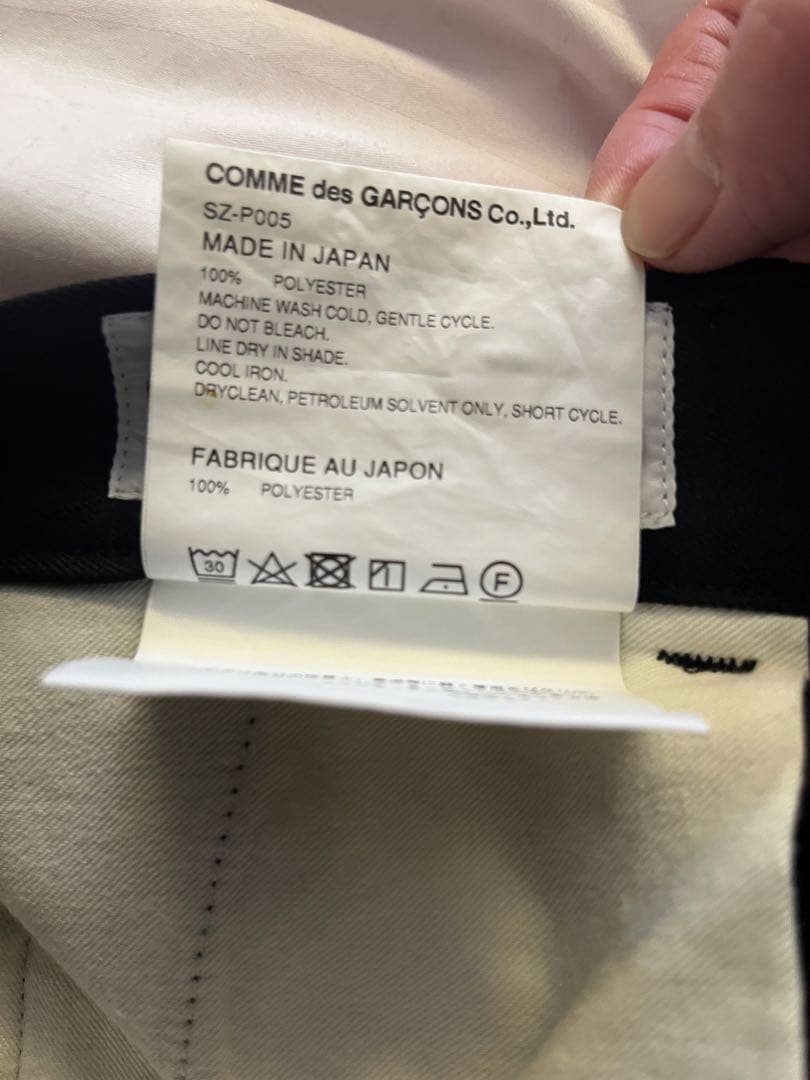 COMME des GARÇONS Co.,Ltd.
SZ-P005
MADE IN JAPAN
100% POLYESTER
MACHINE WASH COLD, GENTLE CYCLE.
DO NOT BLEACH.
LINE DRY IN SHADE.
COOL IRON.
DRYCLEAN, PETROLEUM SOLVENT ONLY, SHORT CYCLE.
FABRIQUE AU JAPON
100% POLYESTER
30 F